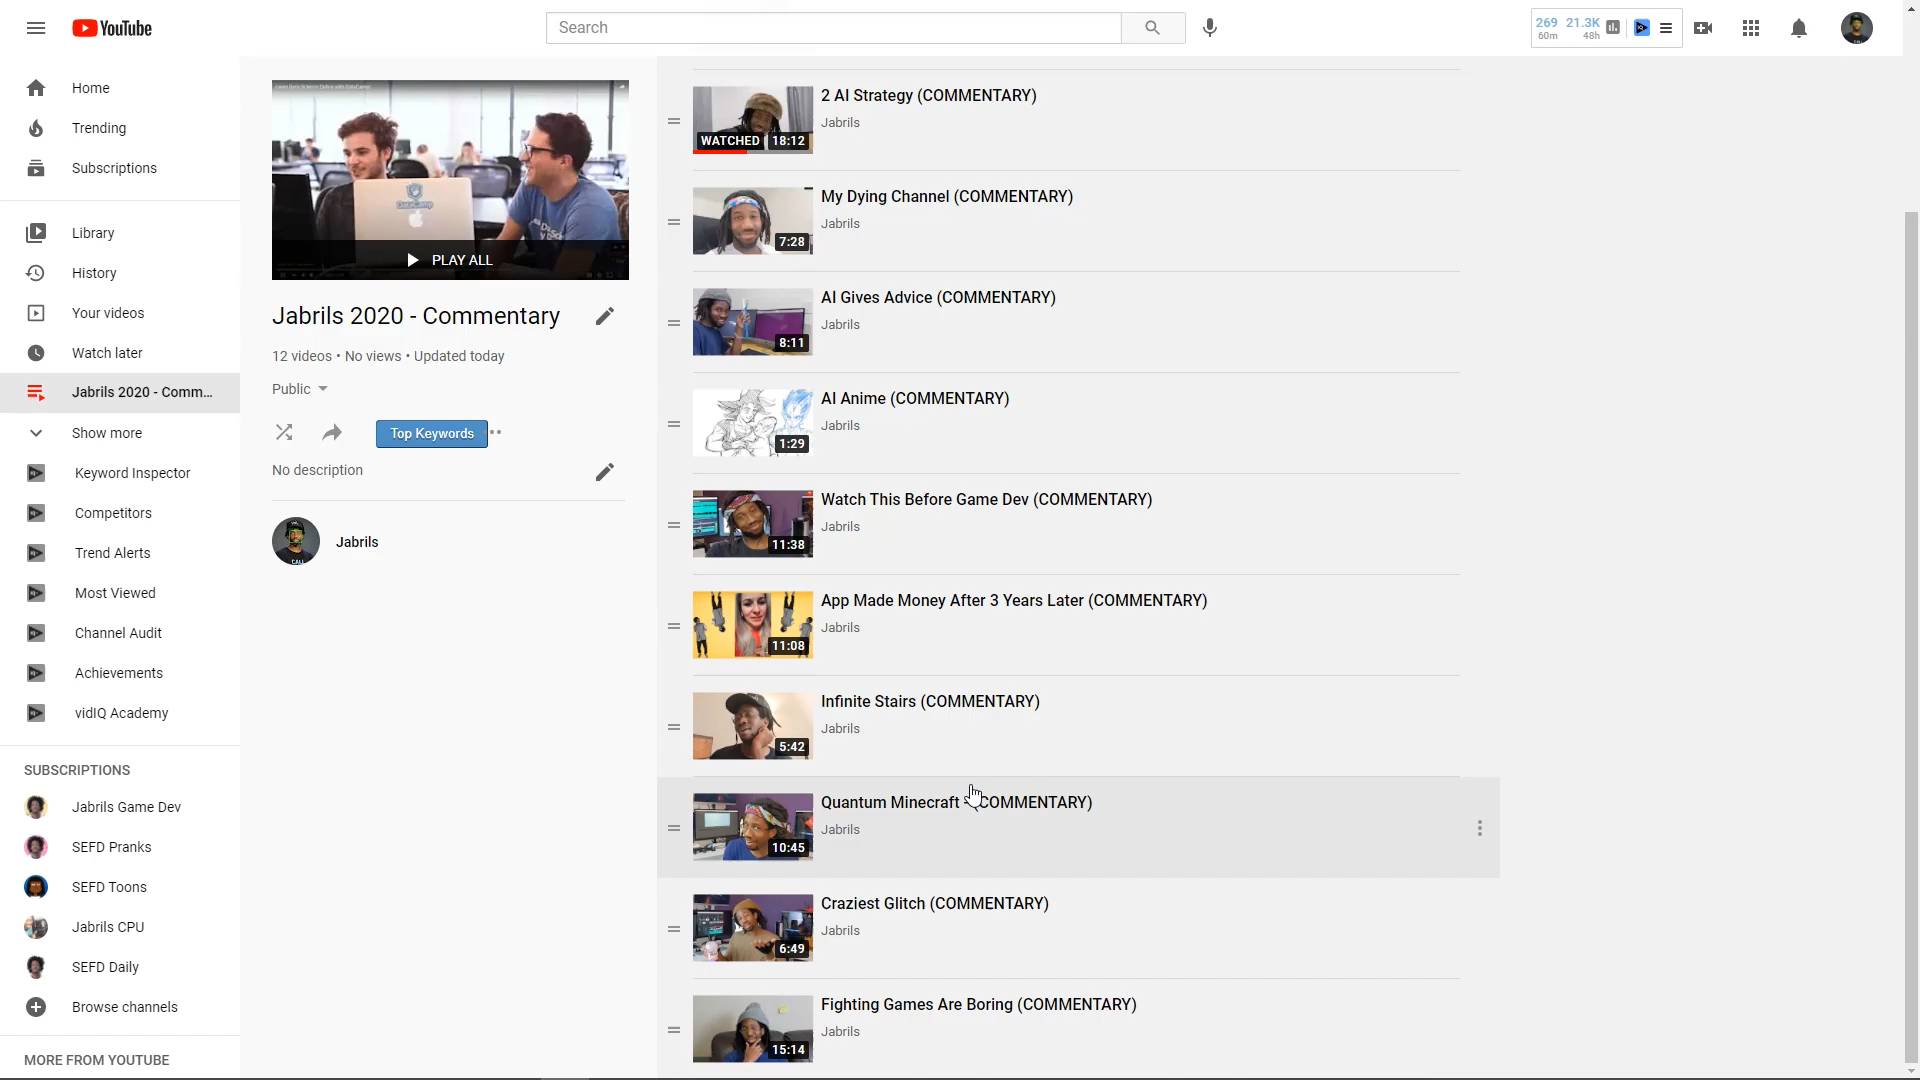 YouTube
Search
269 21.3K
60m 48h
Home
Trending
Subscriptions
Library
History
Your videos
Watch later
Jabrils 2020 - Comm...
Show more
Keyword Inspector
Competitors
Trend Alerts
Most Viewed
Channel Audit
Achievements
vidIQ Academy
SUBSCRIPTIONS
Jabrils Game Dev
SEFD Pranks
SEFD Toons
Jabrils CPU
SEFD Daily
Browse channels
MORE FROM YOUTUBE
DataCamp
PLAY ALL
Jabrils 2020 - Commentary
12 videos • No views • Updated today
Public
Top Keywords
No description
Jabrils
2 AI Strategy (COMMENTARY)
Jabrils
WATCHED 18:12
My Dying Channel (COMMENTARY)
Jabrils
7:28
AI Gives Advice (COMMENTARY)
Jabrils
8:11
AI Anime (COMMENTARY)
Jabrils
1:29
Watch This Before Game Dev (COMMENTARY)
Jabrils
11:38
App Made Money After 3 Years Later (COMMENTARY)
Jabrils
11:08
Infinite Stairs (COMMENTARY)
Jabrils
5:42
Quantum Minecraft (COMMENTARY)
Jabrils
10:45
Craziest Glitch (COMMENTARY)
Jabrils
6:49
Fighting Games Are Boring (COMMENTARY)
Jabrils
15:14